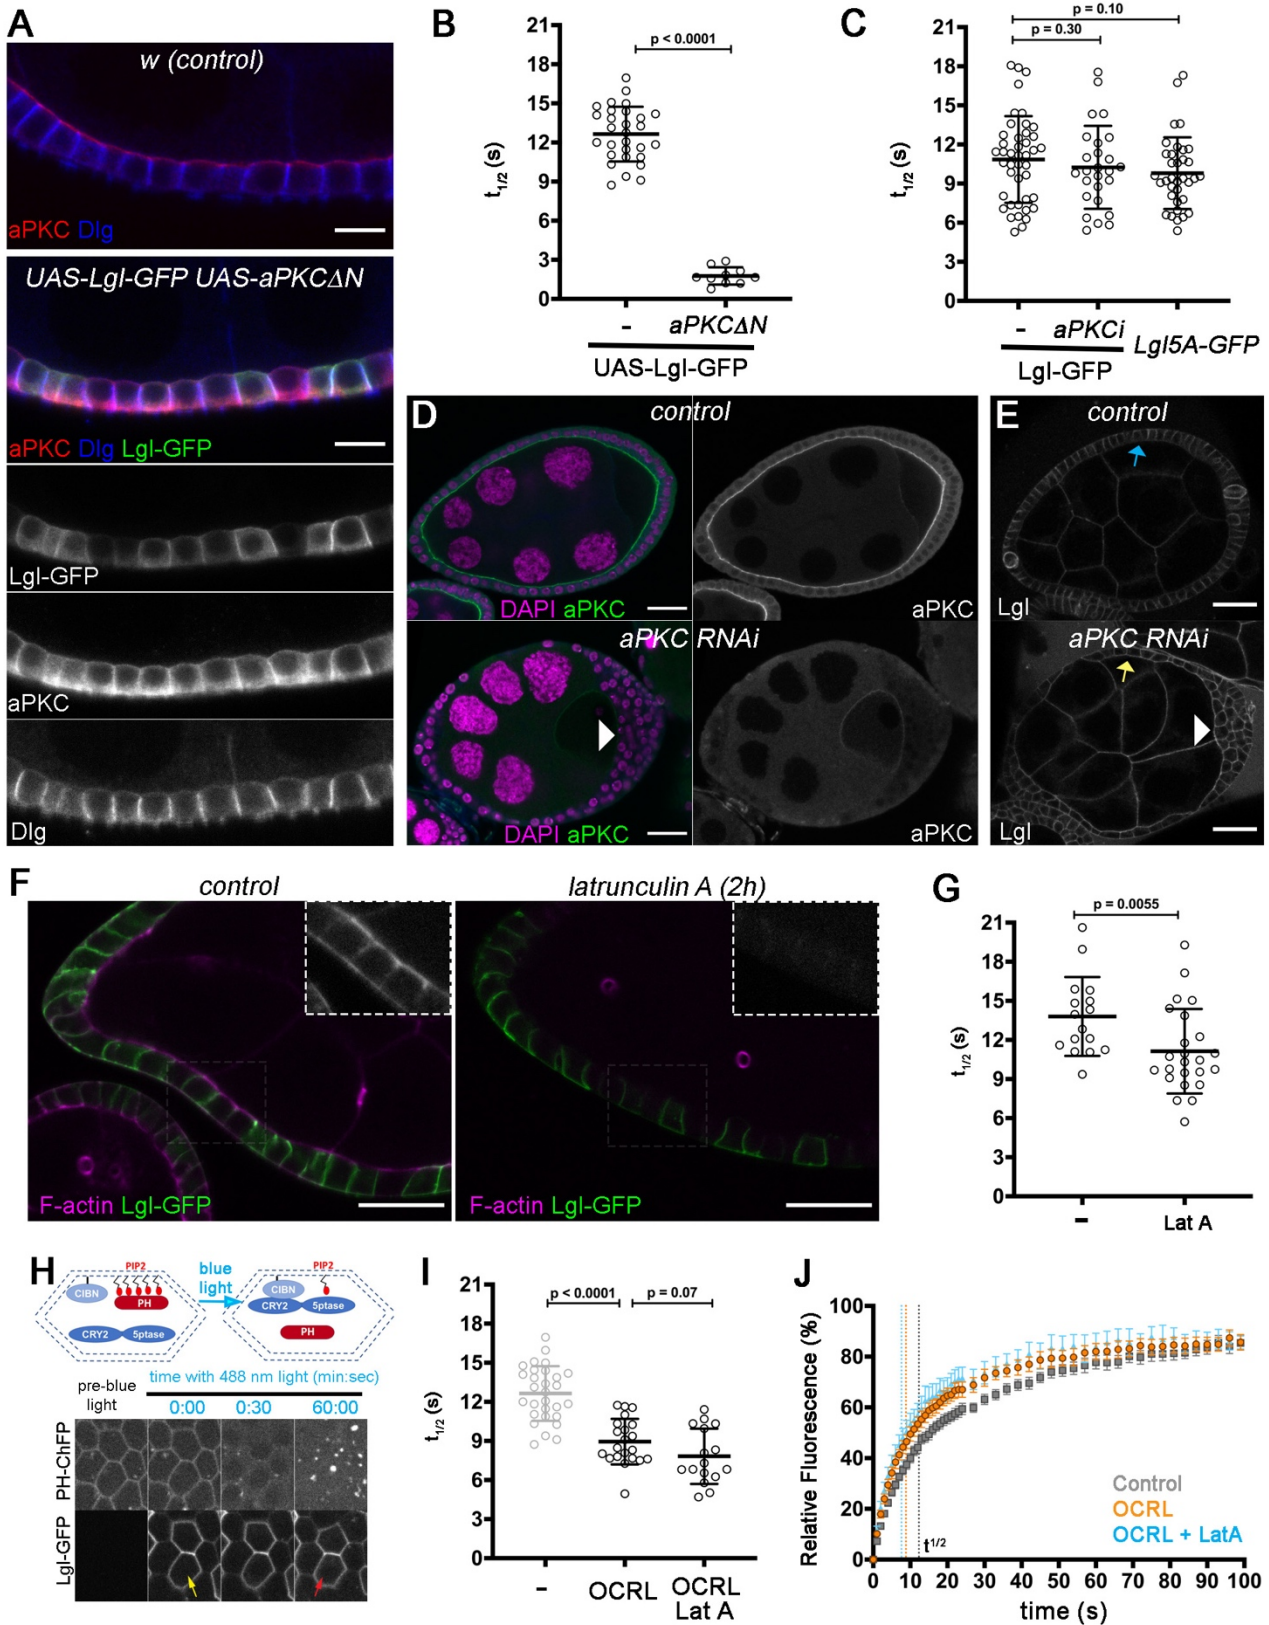 A
w (control)
aPKC Dlg
UAS-Lgl-GFP UAS-aPKCΔN
aPKC Dlg Lgl-GFP
Lgl-GFP
aPKC
Dlg
B
21
18
15
12
9
6
3
0
t1/2 (s)
p < 0.0001
- aPKCΔN
UAS-Lgl-GFP
C
21
18
15
12
9
6
3
0
t1/2 (s)
p = 0.10
p = 0.30
- aPKCi Lgl5A-GFP
Lgl-GFP
D
control
DAPI aPKC
aPKC
aPKC RNAi
DAPI aPKC
aPKC
E
control
Lgl
aPKC RNAi
Lgl
F
control
F-actin Lgl-GFP
latrunculin A (2h)
F-actin Lgl-GFP
G
21
18
15
12
9
6
3
0
t1/2 (s)
p = 0.0055
- Lat A
H
PIP2
CIBN
PH
CRY2 5ptase
blue
light
PIP2
CIBN
CRY2 5ptase
PH
time with 488 nm light (min:sec)
pre-blue
light
0:00 0:30 60:00
PH-ChFP
Lgl-GFP
I
21
18
15
12
9
6
3
0
t1/2 (s)
p < 0.0001 p = 0.07
- OCRL OCRL
Lat A
J
100
80
60
40
20
0
Relative Fluorescence (%)
t1/2
Control
OCRL
OCRL + LatA
0 10 20 30 40 50 60 70 80 90 100
time (s)